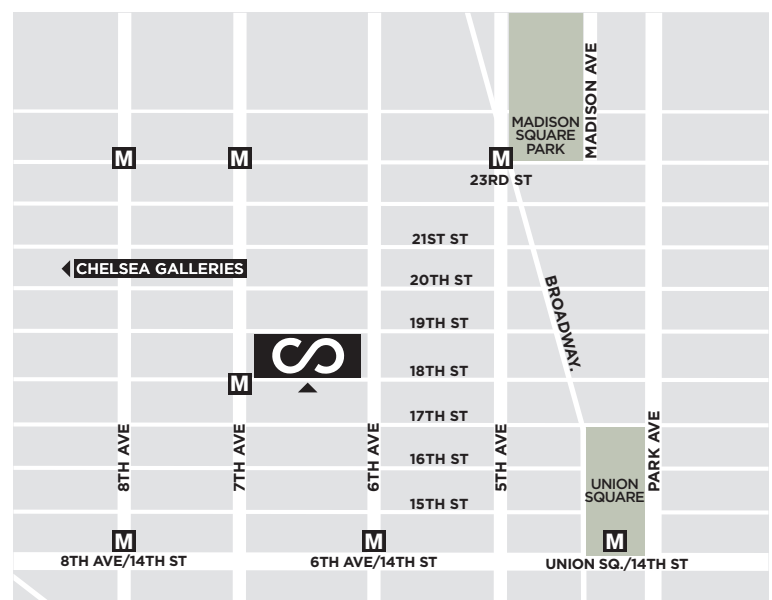 MADISON AVE
MADISON
SQUARE
PARK
M
M
M
23RD ST
21ST ST
CHELSEA GALLERIES
20TH ST
BROADWAY.
19TH ST
18TH ST
M
17TH ST
8TH AVE
7TH AVE
6TH AVE
5TH AVE
PARK AVE
16TH ST
UNION
SQUARE
15TH ST
M
M
M
8TH AVE/14TH ST
6TH AVE/14TH ST
UNION SQ./14TH ST